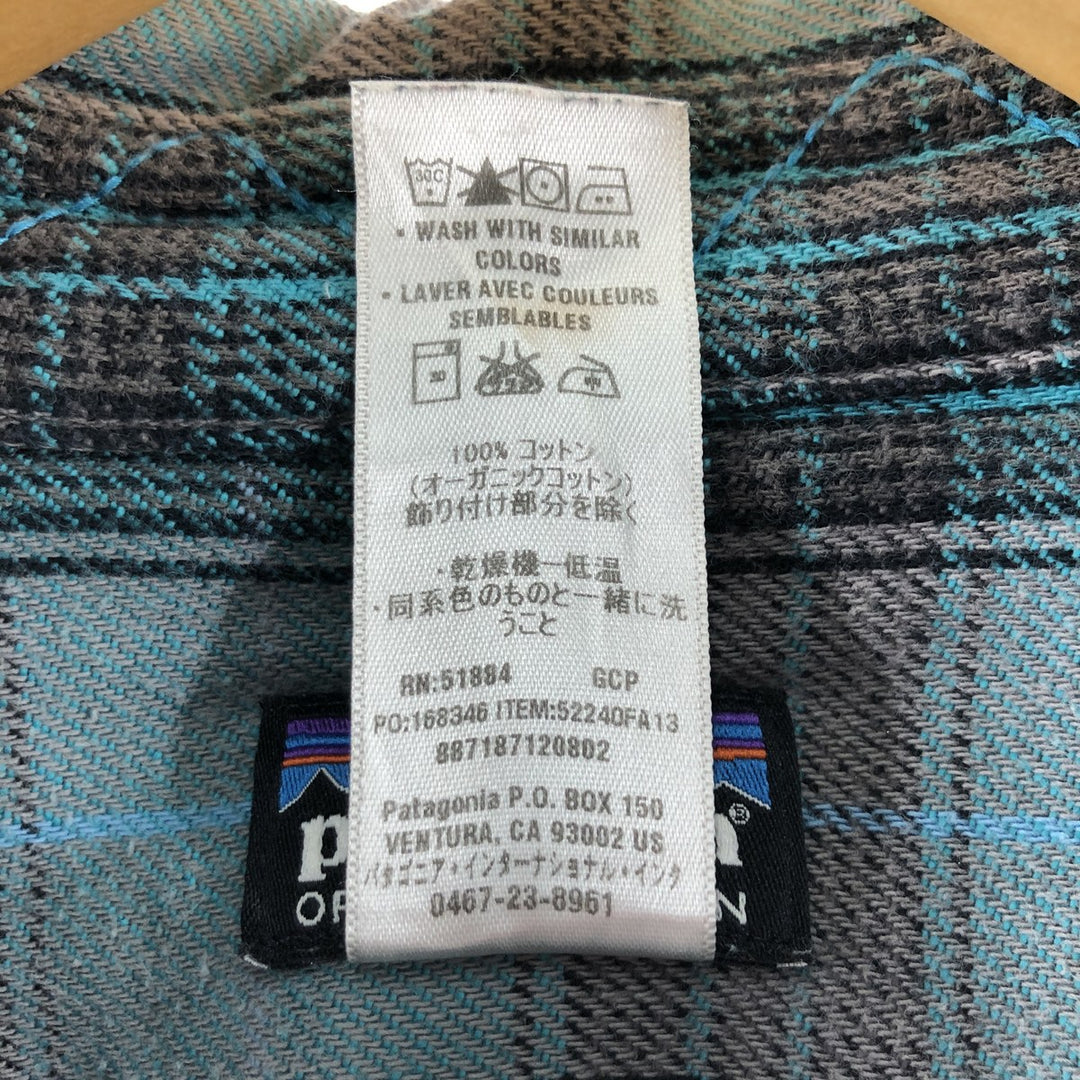 30C
• WASH WITH SIMILAR
COLORS
• LAVER AVEC COULEURS
SEMBLABLES
30
中
100% コットン
(オーガニックコットン)
飾り付け部分を除く
・乾燥機一低温
・同系色のものと一緒に洗
うこと
RN:51884 GCP
PO:168346 ITEM:52240FA13
887187120802
Patagonia P.O. BOX 150
VENTURA, CA 93002 US
パタゴニア・インターナショナル・インク
0467-23-8961
p ®
OR N